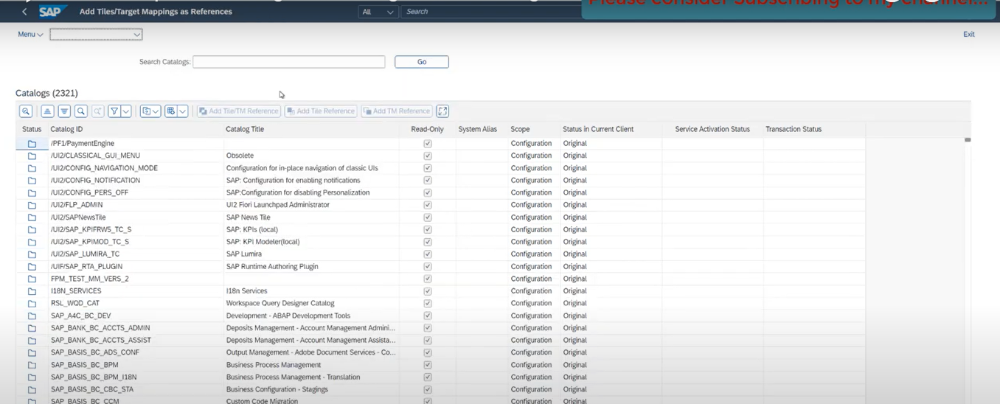 SAP Add Tiles/Target Mappings as References All Search Please consider Subscribing to my channel...
Menu Exit
Search Catalogs: Go
Catalogs (2321)
Add Tile/TM Reference Add Tile Reference Add TM Reference
Status Catalog ID Catalog Title Read-Only System Alias Scope Status in Current Client Service Activation Status Transaction Status
/PF1/PaymentEngine Configuration Original
/UI2/CLASSICAL_GUI_MENU Obsolete Configuration Original
/UI2/CONFIG_NAVIGATION_MODE Configuration for in-place navigation of classic UIs Configuration Original
/UI2/CONFIG_NOTIFICATION SAP: Configuration for enabling notifications Configuration Original
/UI2/CONFIG_PERS_OFF SAP:Configuration for disabling Personalization Configuration Original
/UI2/FLP_ADMIN UI2 Fiori Launchpad Administrator Configuration Original
/UI2/SAPNewsTile SAP News Tile Configuration Original
/UI2/SAP_KPIFRW5_TC_S SAP: KPIs (local) Configuration Original
/UI2/SAP_KPIMOD_TC_S SAP: KPI Modeler(local) Configuration Original
/UI2/SAP_LUMIRA_TC SAP Lumira Configuration Original
/UIF/SAP_RTA_PLUGIN SAP Runtime Authoring Plugin Configuration Original
FPM_TEST_MM_VERS_2 Configuration Original
I18N_SERVICES I18n Services Configuration Original
RSL_WQD_CAT Workspace Query Designer Catalog Configuration Original
SAP_A4C_BC_DEV Development - ABAP Development Tools Configuration Original
SAP_BANK_BC_ACCTS_ADMIN Deposits Management - Account Management Admini... Configuration Original
SAP_BANK_BC_ACCTS_ASSIST Deposits Management - Account Management Assista... Configuration Original
SAP_BASIS_BC_ADS_CONF Output Management - Adobe Document Services - Co... Configuration Original
SAP_BASIS_BC_BPM Business Process Management Configuration Original
SAP_BASIS_BC_BPM_I18N Business Process Management - Translation Configuration Original
SAP_BASIS_BC_CBC_STA Business Configuration - Stagings Configuration Original
SAP_BASIS_BC_CCM Custom Code Migration Configuration Original